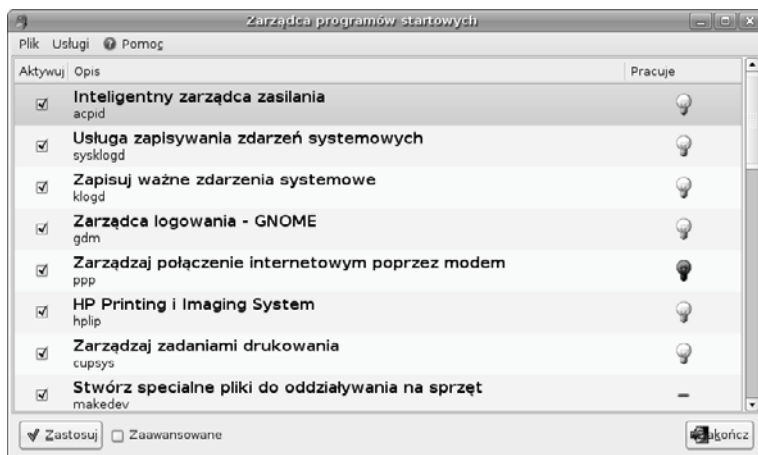 Zarządca programów startowych
Plik Usługi Pomoc
Aktywuj Opis Pracuje
Inteligentny zarządca zasilania
acpid
Usługa zapisywania zdarzeń systemowych
sysklogd
Zapisuj ważne zdarzenia systemowe
klogd
Zarządca logowania - GNOME
gdm
Zarządzaj połączenie internetowym poprzez modem
ppp
HP Printing i Imaging System
hplip
Zarządzaj zadaniami drukowania
cupsys
Stwórz specialne pliki do oddziaływania na sprzęt
makedev
Zastosuj Zaawansowane Zakończ